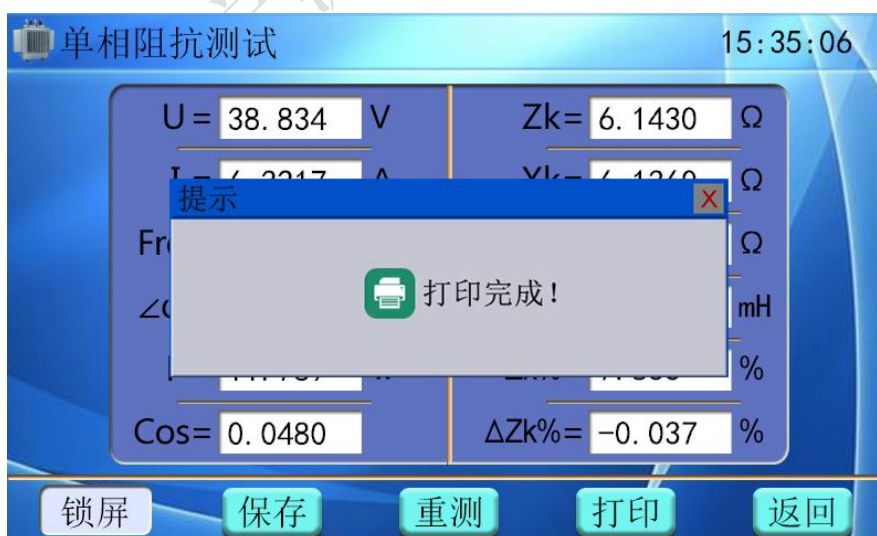 单相阻抗测试 15:35:06
U= 38.834 V Zk= 6.1430 Ω
Ω
提示 X
Ω
打印完成!
mH
%
Cos= 0.0480 ΔZk%= -0.037 %
锁屏 保存 重测 打印 返回